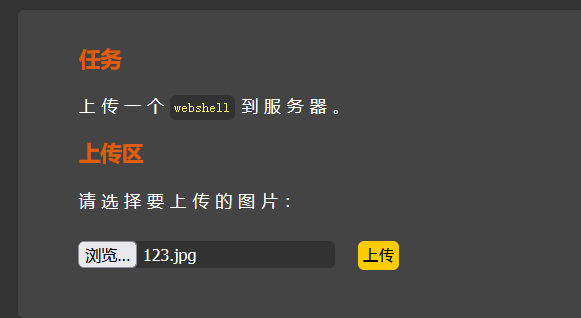 任务
上传一个 webshell 到服务器。
上传区
请选择要上传的图片：
浏览... 123.jpg 上传